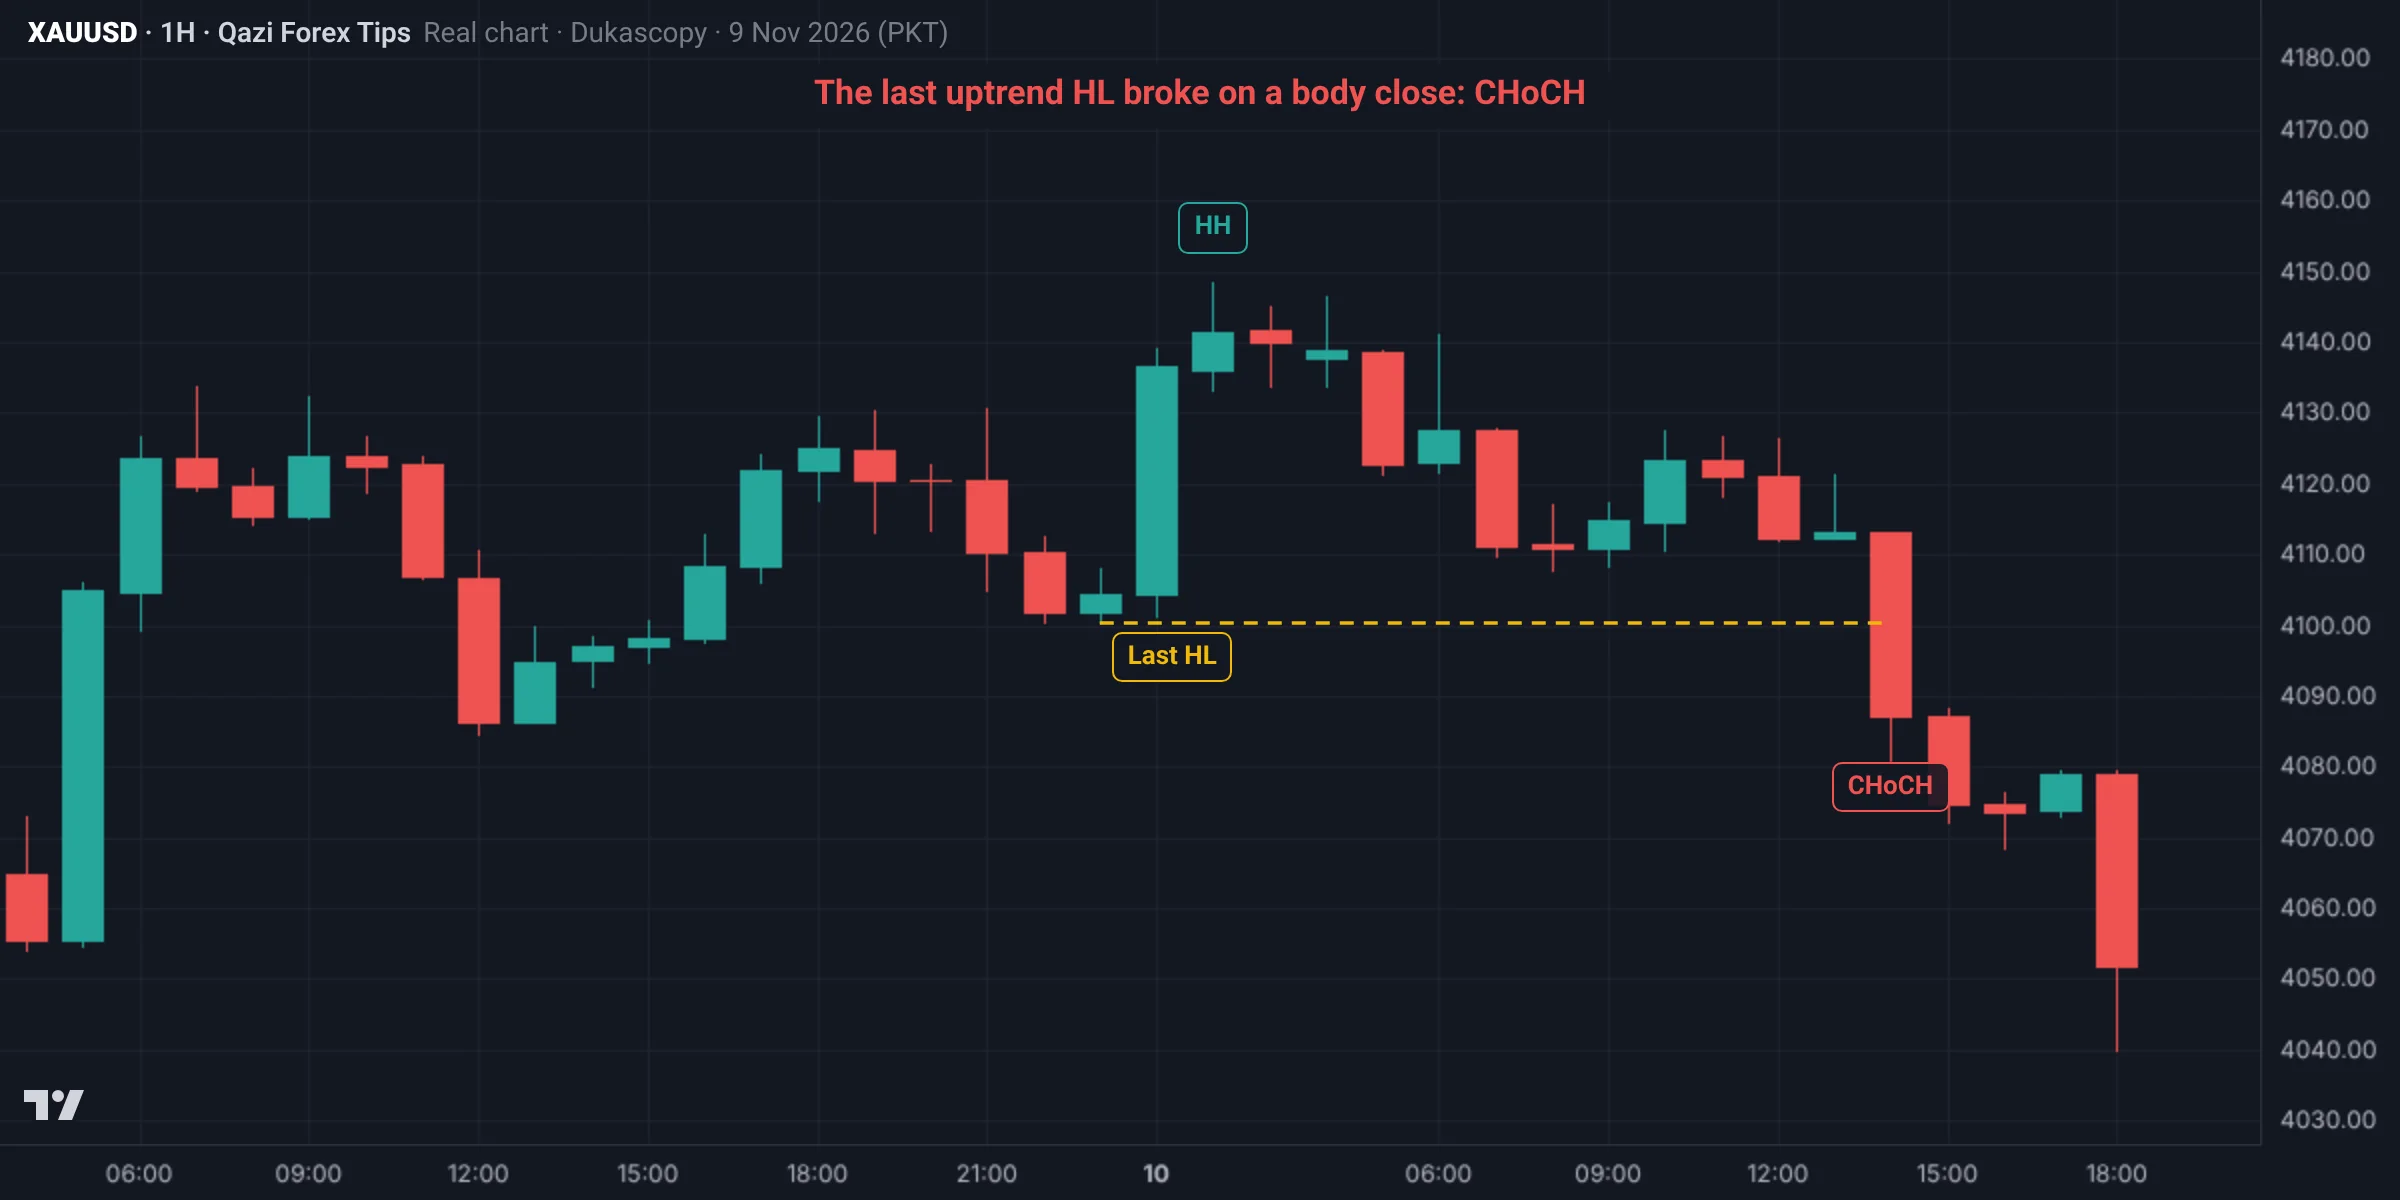 XAUUSD · 1H · Qazi Forex Tips Real chart · Dukascopy · 9 Nov 2026 (PKT)
The last uptrend HL broke on a body close: CHoCH
HH
Last HL
CHoCH
4180.00
4170.00
4160.00
4150.00
4140.00
4130.00
4120.00
4110.00
4100.00
4090.00
4080.00
4070.00
4060.00
4050.00
4040.00
4030.00
06:00 09:00 12:00 15:00 18:00 21:00 10 06:00 09:00 12:00 15:00 18:00